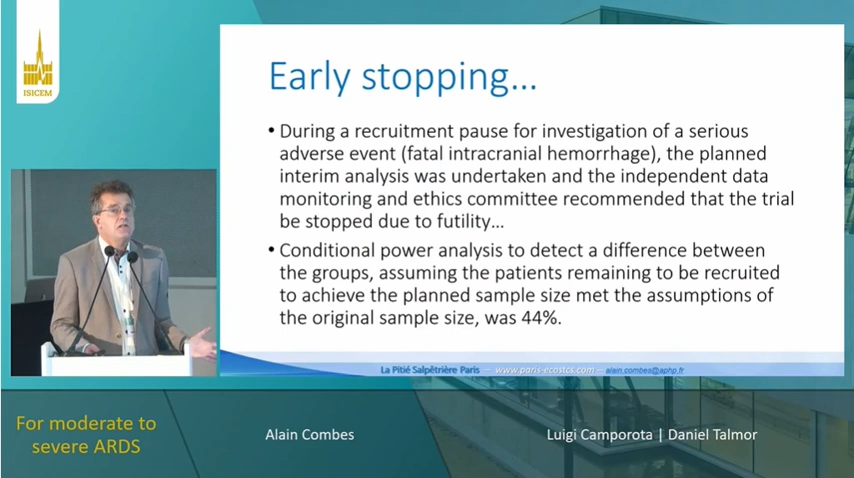 ISICEM
Early stopping...
• During a recruitment pause for investigation of a serious
adverse event (fatal intracranial hemorrhage), the planned
interim analysis was undertaken and the independent data
monitoring and ethics committee recommended that the trial
be stopped due to futility...
• Conditional power analysis to detect a difference between
the groups, assuming the patients remaining to be recruited
to achieve the planned sample size met the assumptions of
the original sample size, was 44%.
La Pitié Salpêtrière Paris — www.paris-ecostcs.com — alain.combes@aphp.fr
For moderate to
severe ARDS
Alain Combes
Luigi Camporota | Daniel Talmor